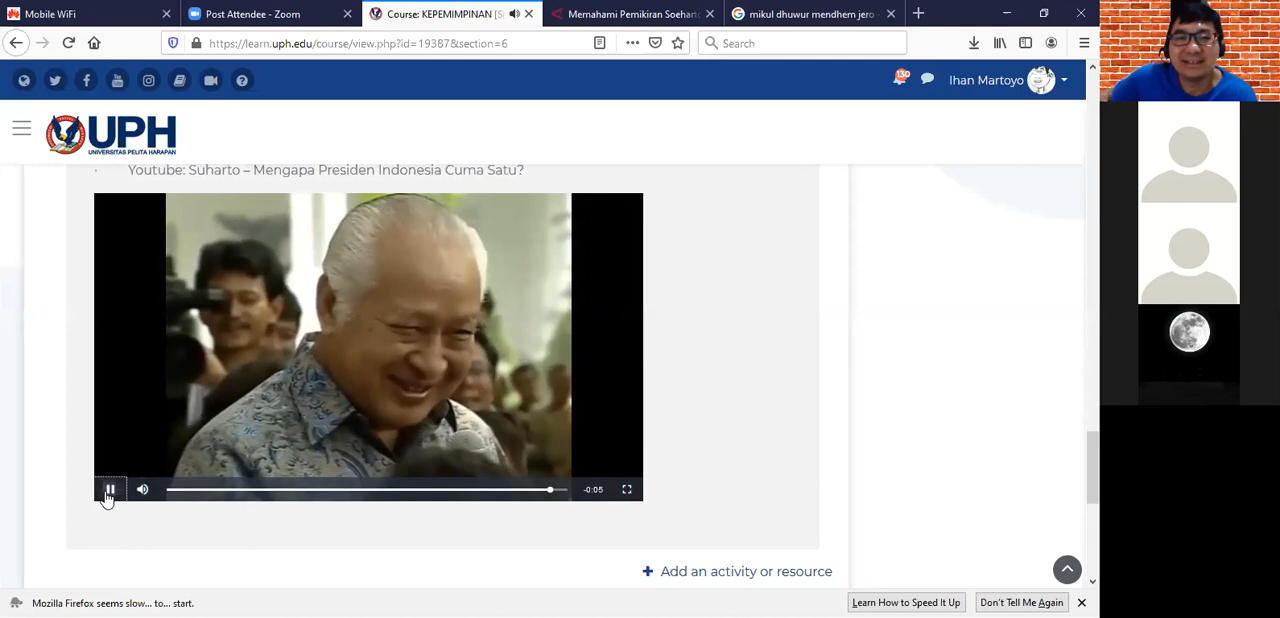 Mobile WiFi
Post Attendee - Zoom
Course: KEPEMIMPINAN [S
Memahami Pemikiran Soehart
mikul dhuwur mendhem jero -
https://learn.uph.edu/course/view.php?id=19387&section=6
Search
130
Ihan Martoyo
UPH
UNIVERSITAS PELITA HARAPAN
· Youtube: Suharto – Mengapa Presiden Indonesia Cuma Satu?
-0:05
+ Add an activity or resource
Mozilla Firefox seems slow... to... start.
Learn How to Speed It Up
Don't Tell Me Again